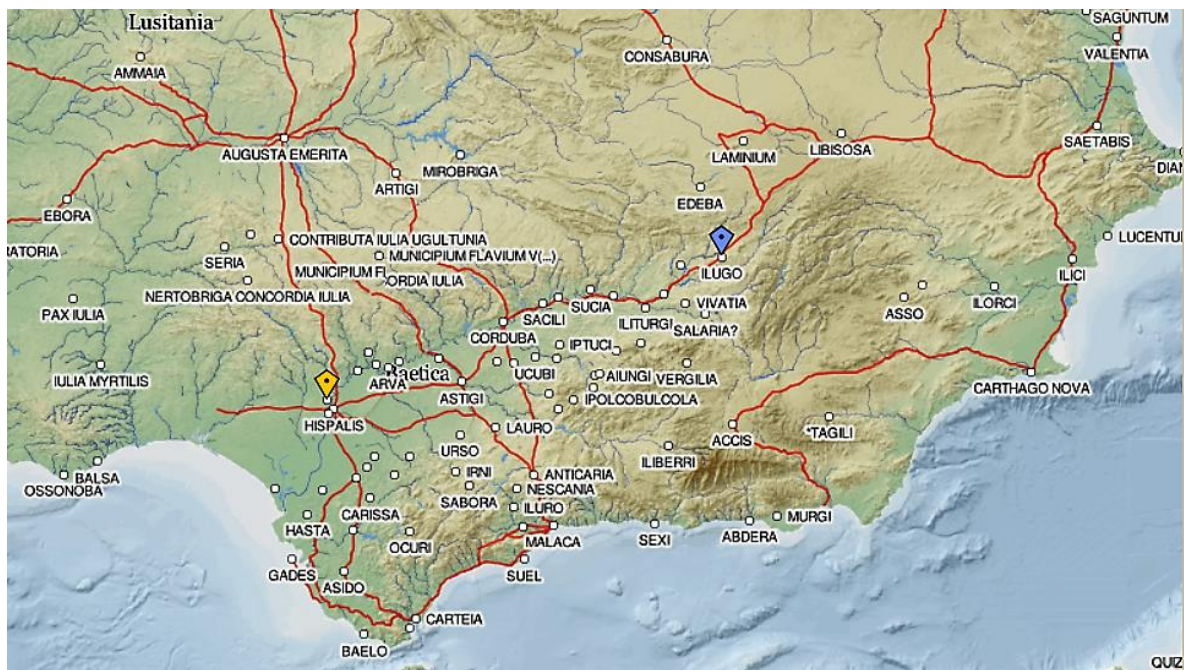 Lusitania
SAGUNTUM
VALENTIA
CONSABURA
AMMAIA
AUGUSTA EMERITA
SAETABIS
LAMINIUM
LIBISOSA
MIROBRIGA
ARTIGI
DIAN
EDEBA
EBORA
RATORIA
CONTRIBUTA IULIA UGULTUNIA
LUCENTU
SERIA
MUNICIPIUM FLAVIUM V(...)
ILUGO
ILICI
MUNICIPIUM FL
ORDIA IULIA
NERTOBRIGA CONCORDIA IULIA
ILORCI
PAX IULIA
SUCIA
VIVATIA
ASSO
SACILI
ILITURGI
SALARIA?
CORDUBA
IPTUCI
IULIA MYRTILIS
Baetica
UCUBI
AIUNGI
VERGILIA
ARVA
CARTHAGO NOVA
ASTIGI
IPOLCOBULCOLA
HISPALIS
LAURO
*TAGILI
ACCIS
URSO
ILIBERRI
BALSA
IRNI
ANTICARIA
OSSONOBA
NESCANIA
SABORA
ILURO
CARISSA
MURGI
HASTA
SEXI
ABDERA
MALACA
OCURI
GADES
SUEL
ASIDO
CARTEIA
BAELO
QUIZ